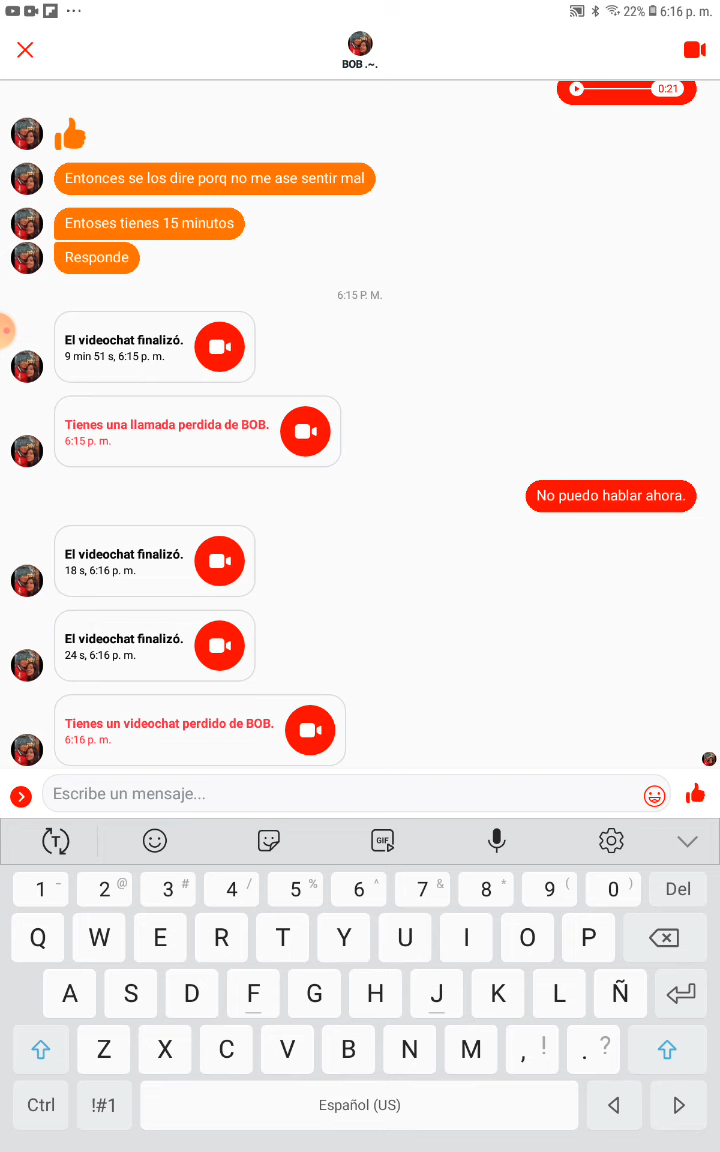 22% 6:16 p. m.
BOB .~.
0:21
Entonces se los dire porq no me ase sentir mal
Entoses tienes 15 minutos
Responde
6:15 P. M.
El videochat finalizó.
9 min 51 s, 6:15 p. m.
Tienes una llamada perdida de BOB.
6:15 p. m.
No puedo hablar ahora.
El videochat finalizó.
18 s, 6:16 p. m.
El videochat finalizó.
24 s, 6:16 p. m.
Tienes un videochat perdido de BOB.
6:16 p. m.
Escribe un mensaje...
T GIF
1 - 2 @ 3 # 4 / 5 % 6 ^ 7 & 8 * 9 ( 0 ) Del
Q W E R T Y U I O P
A S D F G H J K L Ñ
Z X C V B N M , ! . ?
Ctrl !#1 Español (US)